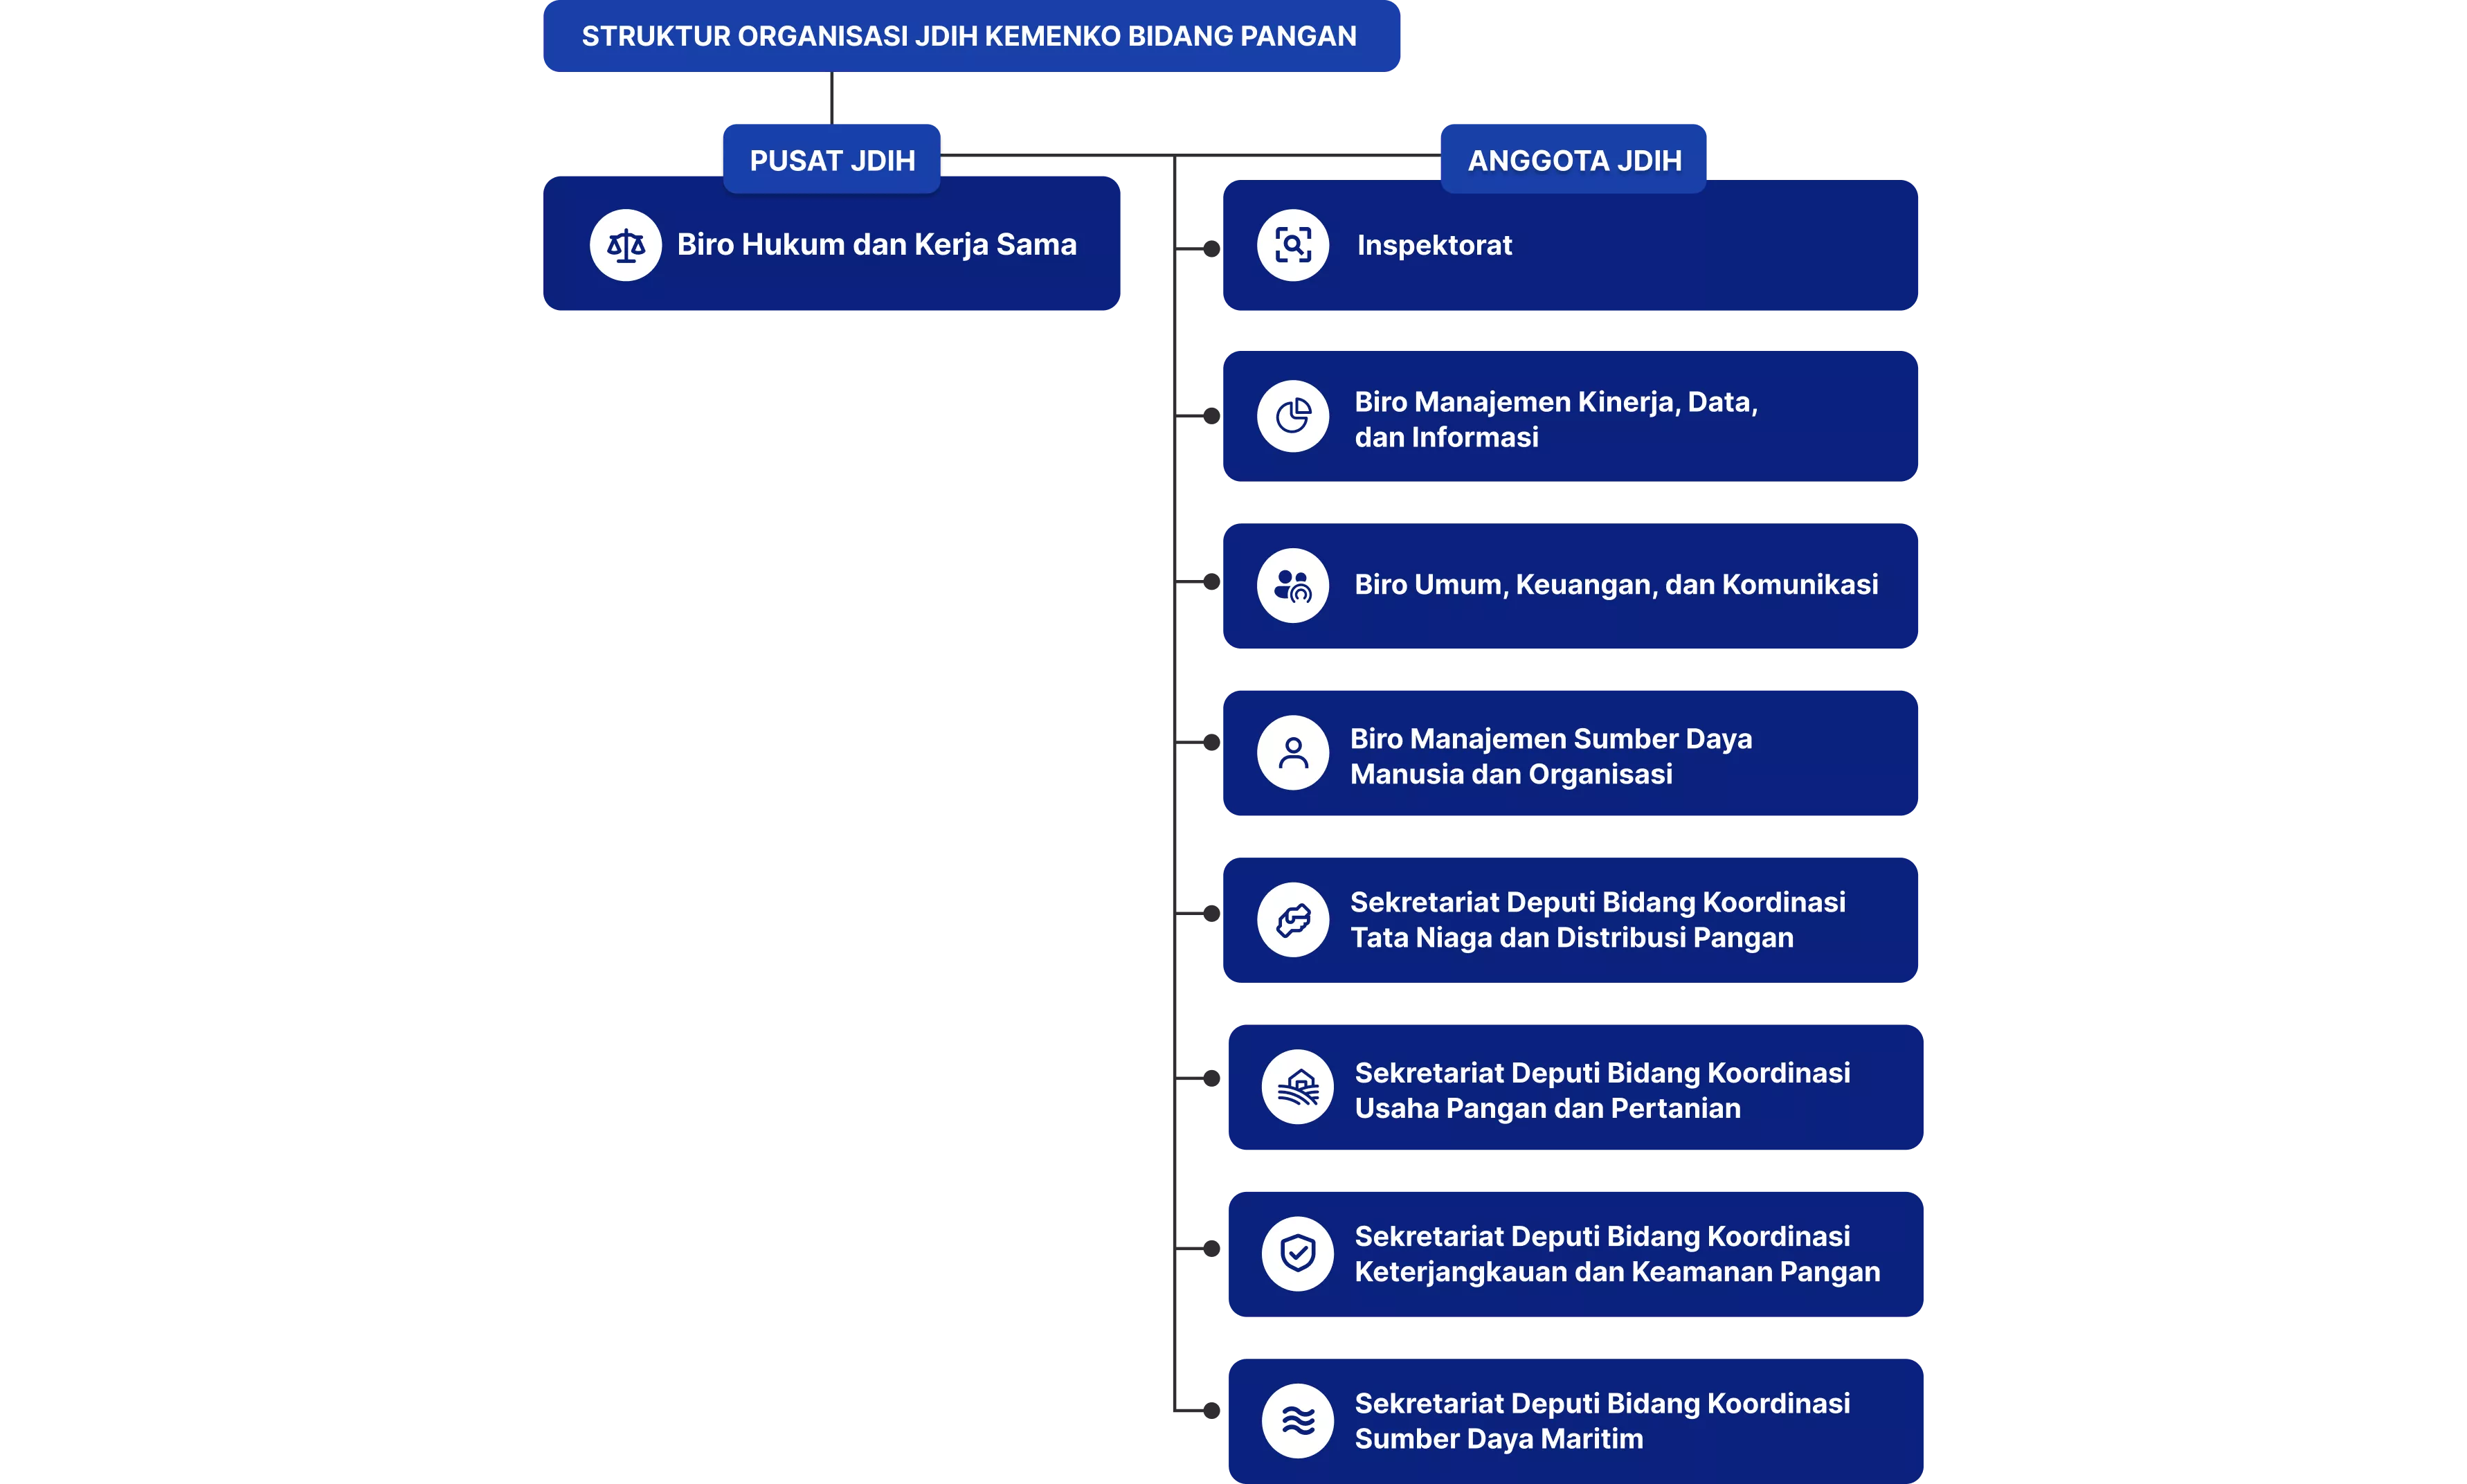 STRUKTUR ORGANISASI JDIH KEMENKO BIDANG PANGAN
PUSAT JDIH
Biro Hukum dan Kerja Sama
ANGGOTA JDIH
Inspektorat
Biro Manajemen Kinerja, Data,
dan Informasi
Biro Umum, Keuangan, dan Komunikasi
Biro Manajemen Sumber Daya
Manusia dan Organisasi
Sekretariat Deputi Bidang Koordinasi
Tata Niaga dan Distribusi Pangan
Sekretariat Deputi Bidang Koordinasi
Usaha Pangan dan Pertanian
Sekretariat Deputi Bidang Koordinasi
Keterjangkauan dan Keamanan Pangan
Sekretariat Deputi Bidang Koordinasi
Sumber Daya Maritim